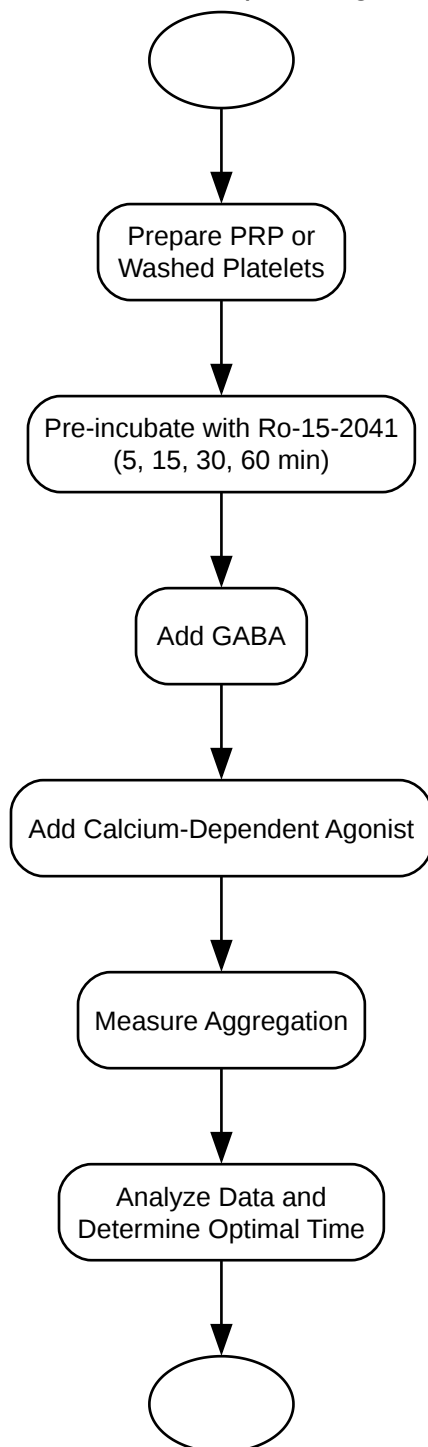 Prepare PRP or
Washed Platelets
Pre-incubate with Ro-15-2041
(5, 15, 30, 60 min)
Add GABA
Add Calcium-Dependent Agonist
Measure Aggregation
Analyze Data and
Determine Optimal Time